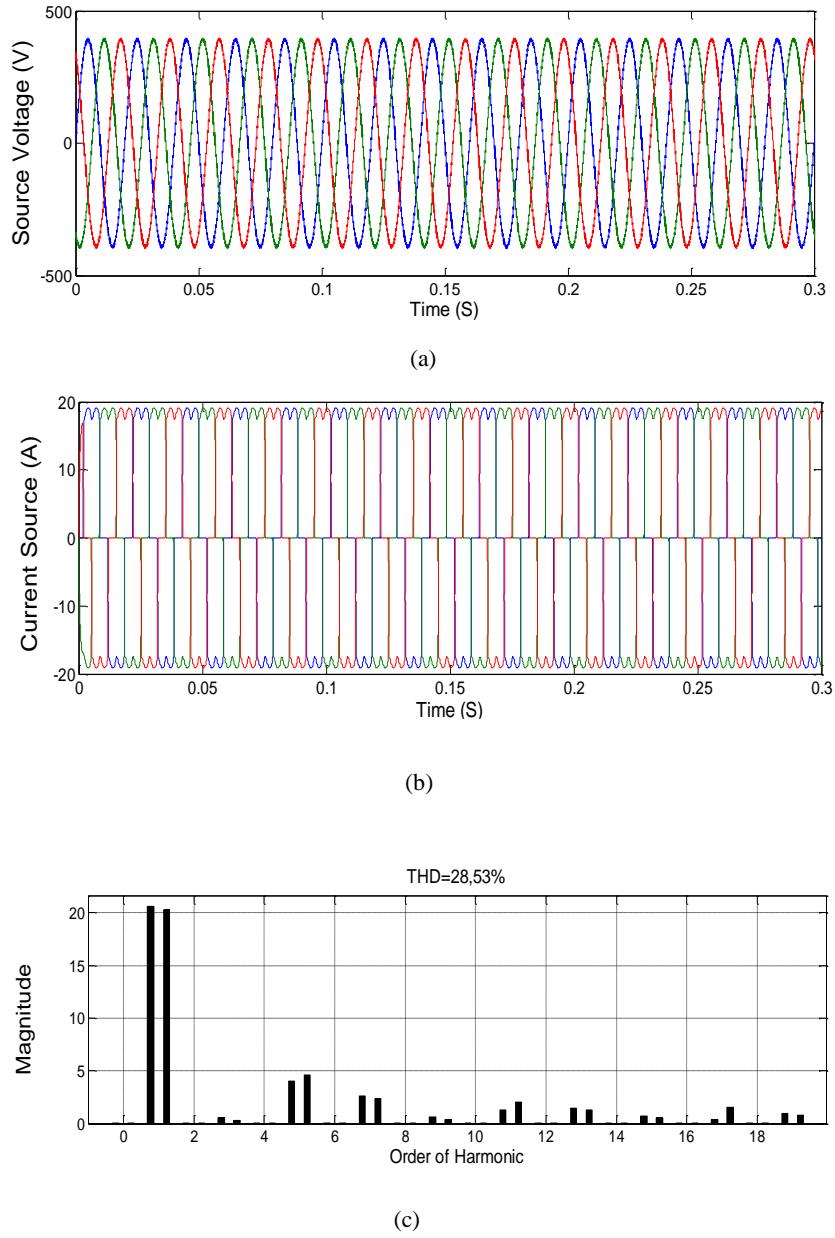 500
0
-500
Source Voltage (V)
0 0.05 0.1 0.15 0.2 0.25 0.3
Time (S)
(a)
20
10
0
-10
-20
Current Source (A)
0 0.05 0.1 0.15 0.2 0.25 0.3
Time (S)
(b)
THD=28,53%
20
15
10
5
0
Magnitude
0 2 4 6 8 10 12 14 16 18
Order of Harmonic
(c)